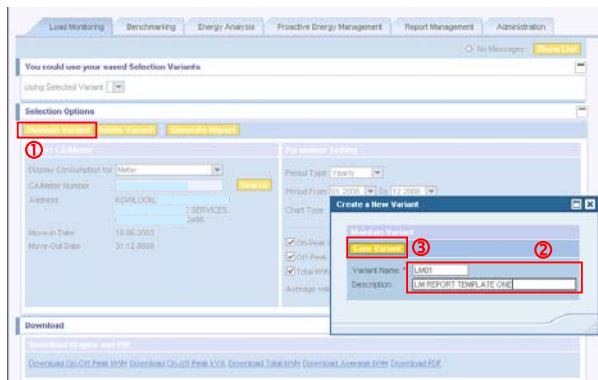 Load Monitoring Benchmarking Energy Analysis Proactive Energy Management Report Management Administration
No Messages Show List
You could use your saved Selection Variants
Using Selected Variant
Selection Options
Maintain Variant Delete Variant Generate Report
①
Select CA/Meter
Parameter Setting
Display Consumption for Meter
CA/Meter Number Search
Address KOWLOON,
SERVICES
Move-In Date 10.06.2003
Move-Out Date 31.12.9999
Period Type Yearly
Period From 01.2008 To 12.2008
Chart Type
On-Peak
Off-Peak
Total kWh
Average
Create a New Variant
Maintain Variant
Save Variant ③ ②
Variant Name: * LM01
Description: LM REPORT TEMPLATE ONE
Download
Download Graphs and PDF
Download On-Off Peak kWh Download On-off Peak kVA Download Total kWh Download Average kWh Download PDF